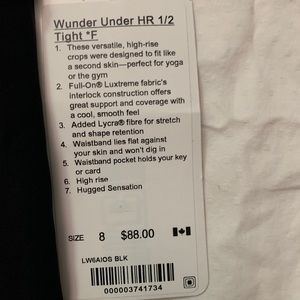 Wunder Under HR 1/2
Tight *F
1. These versatile, high-rise
crops were designed to fit like
a second skin—perfect for yoga
or the gym
2. Full-On® Luxtreme fabric's
interlock construction offers
great support and coverage with
a cool, smooth feel
3. Added Lycra® fibre for stretch
and shape retention
4. Waistband lies flat against
your skin and won't dig in
5. Waistband pocket holds your key
or card
6. High rise
7. Hugged Sensation
SIZE 8 $88.00
LW6AIOS BLK
000003741734